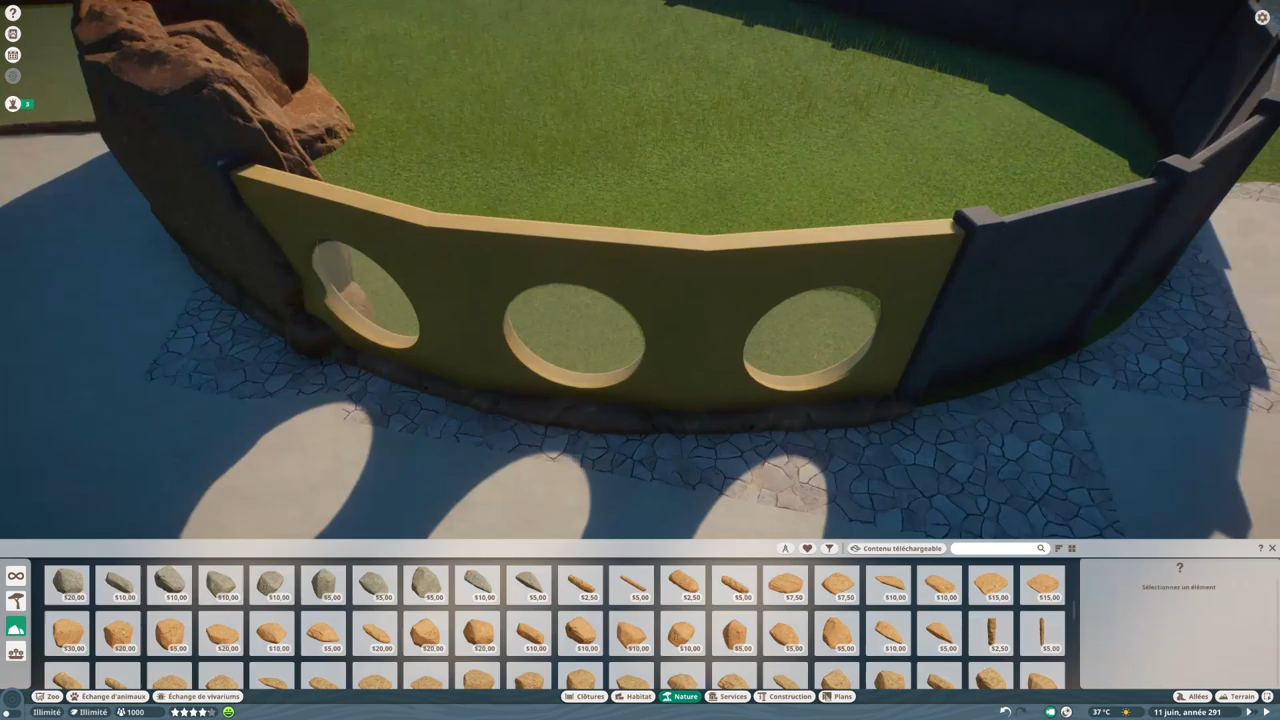 ?
3
Contenu téléchargeable
? ×
$20,00 $10,00 $10,00 $10,00 $10,00 $5,00 $5,00 $5,00 $10,00 $5,00 $2,50 $5,00 $2,50 $5,00 $7,50 $7,50 $10,00 $10,00 $15,00 $15,00
?
Sélectionnez un élément
$30,00 $20,00 $5,00 $20,00 $10,00 $5,00 $20,00 $20,00 $20,00 $10,00 $10,00 $10,00 $10,00 $5,00 $5,00 $5,00 $10,00 $5,00 $2,50 $5,00
Zoo Échange d'animaux Échange de vivariums Clôtures Habitat Nature Services Construction Plans Allées Terrain
Illimité Illimité 1000 37 °C 11 juin, année 291